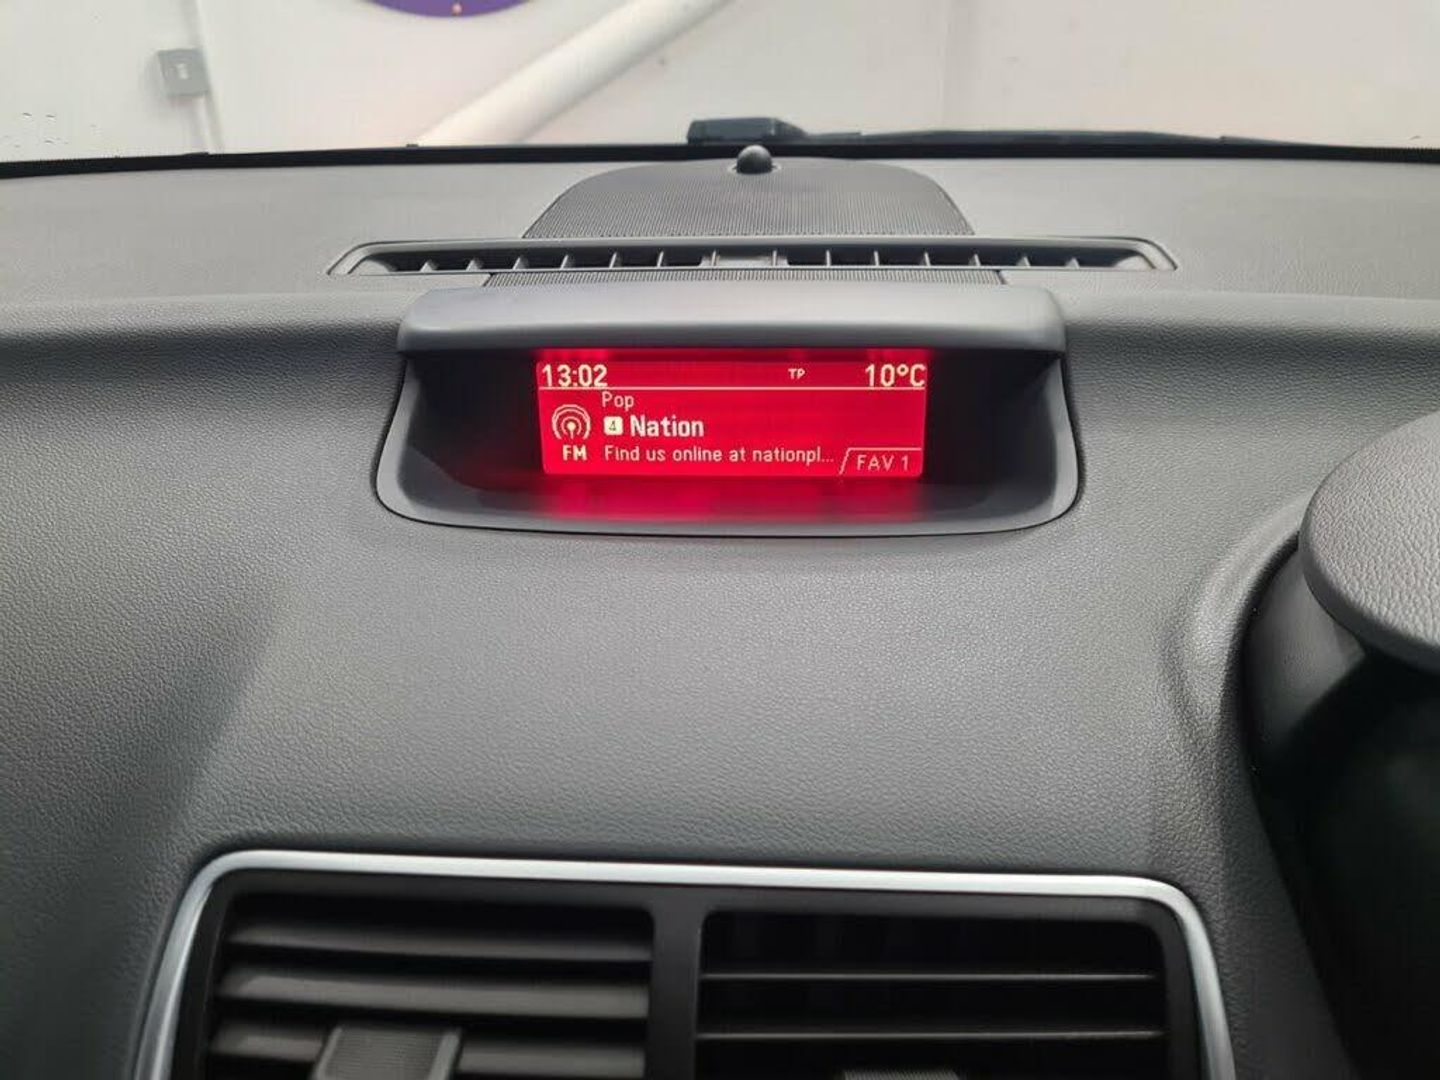 13:02 TP 10°C
Pop
4 Nation
FM Find us online at nationpl... FAV 1